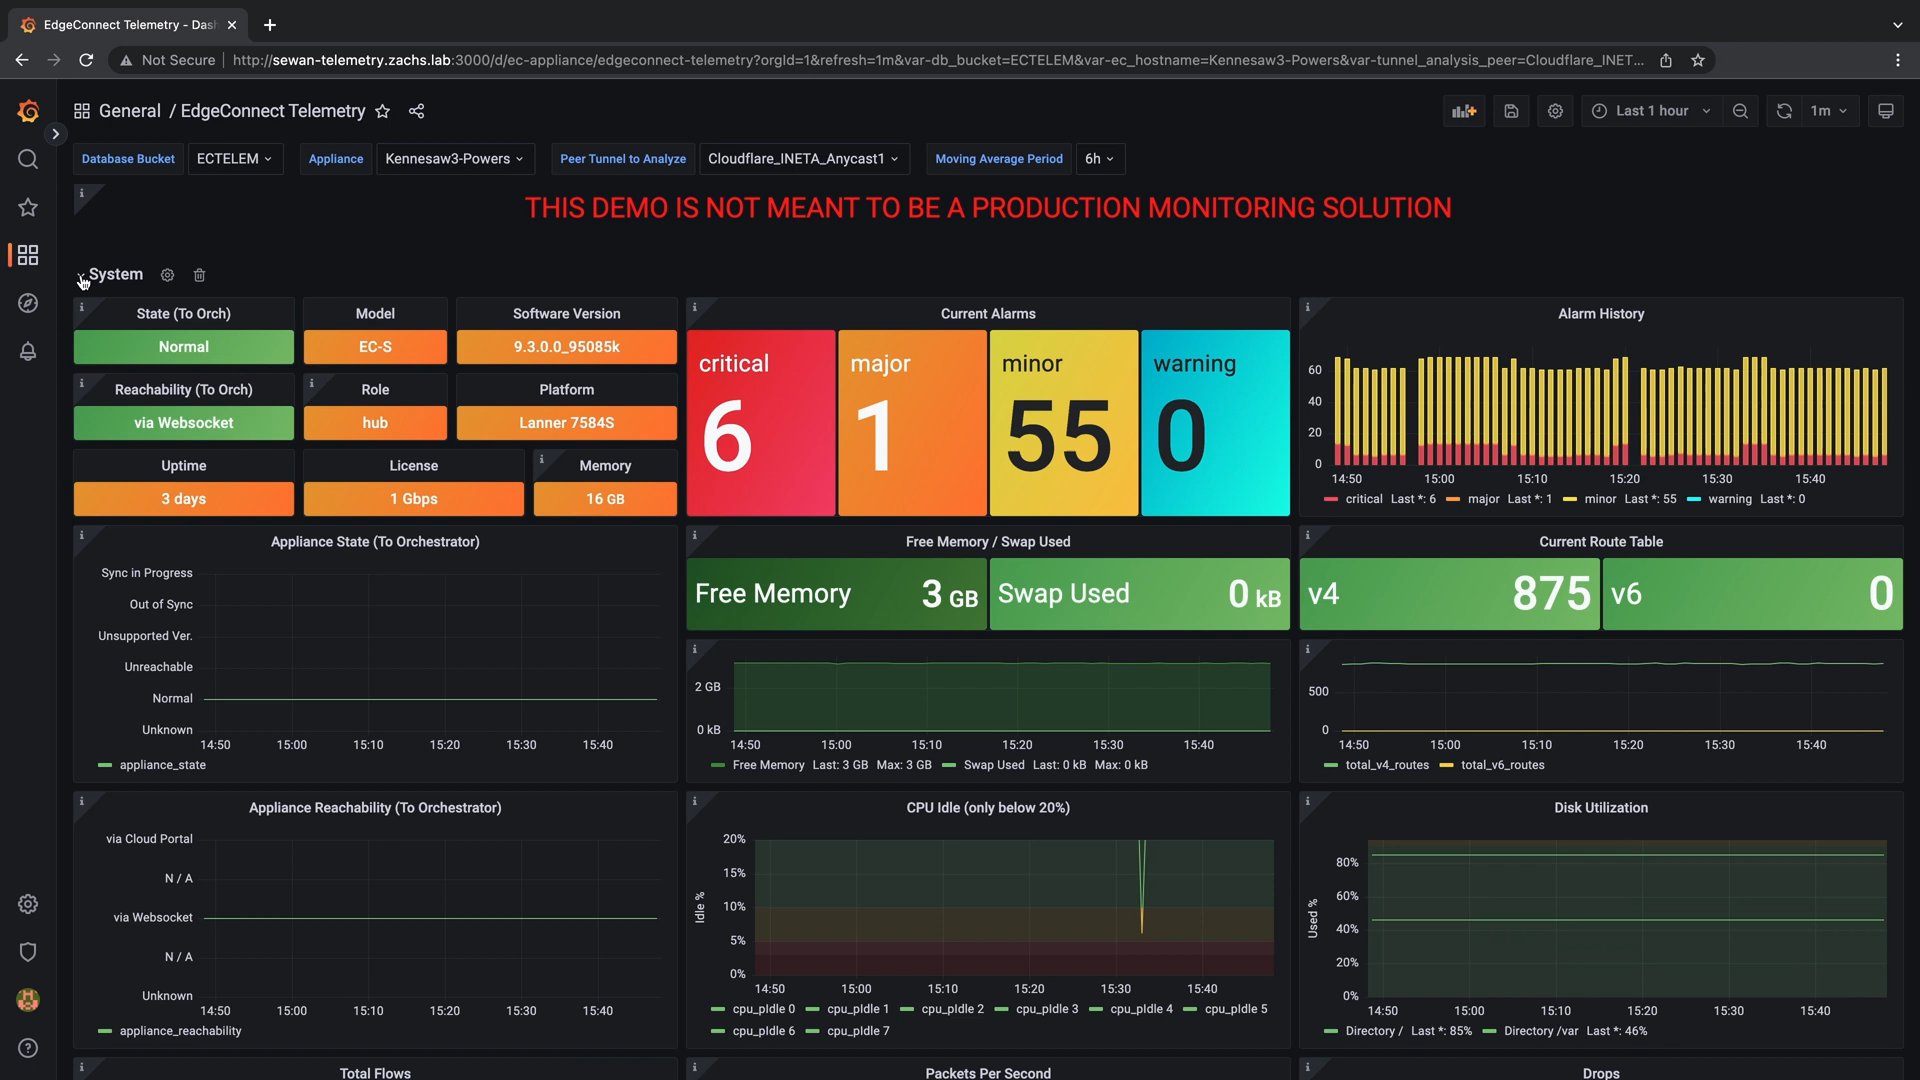 EdgeConnect Telemetry - Dash
Not Secure
http://sewan-telemetry.zachs.lab:3000/d/ec-appliance/edgeconnect-telemetry?orgId=1&refresh=1m&var-db_bucket=ECTELEM&var-ec_hostname=Kennesaw3-Powers&var-tunnel_analysis_peer=Cloudflare_INET...
General / EdgeConnect Telemetry
Last 1 hour
1m
Database Bucket ECTELEM Appliance Kennesaw3-Powers Peer Tunnel to Analyze Cloudflare_INETA_Anycast1 Moving Average Period 6h
THIS DEMO IS NOT MEANT TO BE A PRODUCTION MONITORING SOLUTION
System
State (To Orch)
Normal
Model
EC-S
Software Version
9.3.0.0_95085k
Reachability (To Orch)
via Websocket
Role
hub
Platform
Lanner 7584S
Uptime
3 days
License
1 Gbps
Memory
16 GB
Current Alarms
critical
6
major
1
minor
55
warning
0
Alarm History
60
40
20
0
14:50 15:00 15:10 15:20 15:30 15:40
critical Last *: 6 major Last *: 1 minor Last *: 55 warning Last *: 0
Appliance State (To Orchestrator)
Sync in Progress
Out of Sync
Unsupported Ver.
Unreachable
Normal
Unknown
14:50 15:00 15:10 15:20 15:30 15:40
appliance_state
Free Memory / Swap Used
Free Memory 3 GB
Swap Used 0 kB
2 GB
0 kB
14:50 15:00 15:10 15:20 15:30 15:40
Free Memory Last: 3 GB Max: 3 GB Swap Used Last: 0 kB Max: 0 kB
Current Route Table
v4 875
v6 0
500
0
14:50 15:00 15:10 15:20 15:30 15:40
total_v4_routes total_v6_routes
Appliance Reachability (To Orchestrator)
via Cloud Portal
N / A
via Websocket
N / A
Unknown
14:50 15:00 15:10 15:20 15:30 15:40
appliance_reachability
CPU Idle (only below 20%)
Idle %
20%
15%
10%
5%
0%
14:50 15:00 15:10 15:20 15:30 15:40
cpu_pIdle 0 cpu_pIdle 1 cpu_pIdle 2 cpu_pIdle 3 cpu_pIdle 4 cpu_pIdle 5
cpu_pIdle 6 cpu_pIdle 7
Disk Utilization
Used %
80%
60%
40%
20%
0%
14:50 15:00 15:10 15:20 15:30 15:40
Directory / Last *: 85% Directory /var Last *: 46%
Total Flows
Packets Per Second
Drops